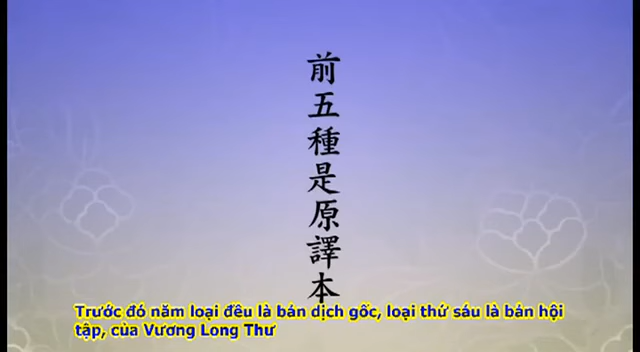 前五種是原譯本
Trước đó năm loại đều là bán dịch gốc, loại thứ sáu là bản hội
tập, của Vương Long Thư